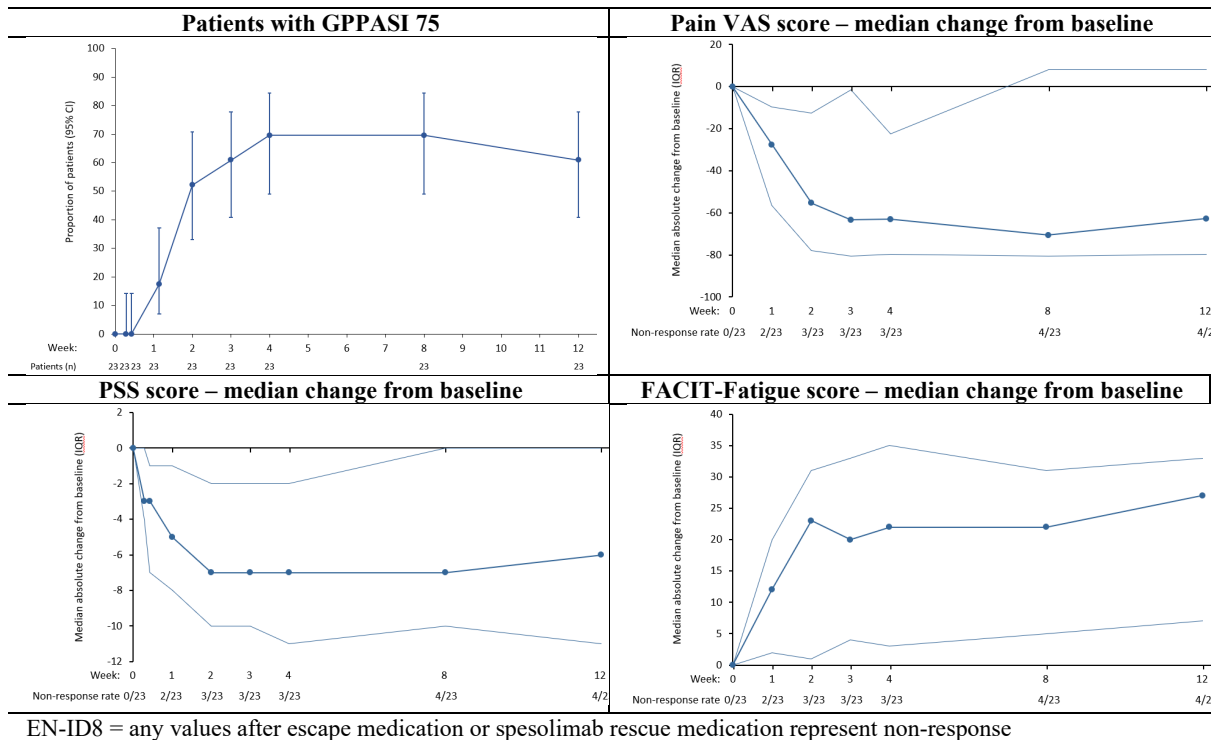 Patients with GPPASI 75
Proportion of patients (95% CI)
100
90
80
70
60
50
40
30
20
10
0
Week: 0 1 2 3 4 5 6 7 8 9 10 11 12
Patients (n) 23 23 23 23 23 23 23 23 23
Pain VAS score – median change from baseline
Median absolute change from baseline (IQR)
20
0
-20
-40
-60
-80
-100
Week: 0 1 2 3 4 8 12
Non-response rate 0/23 2/23 3/23 3/23 3/23 4/23 4/2
PSS score – median change from baseline
Median absolute change from baseline (IQR)
2
0
-2
-4
-6
-8
-10
-12
Week: 0 1 2 3 4 8 12
Non-response rate 0/23 2/23 3/23 3/23 3/23 4/23 4/2
FACIT-Fatigue score – median change from baseline
Median absolute change from baseline (IQR)
40
35
30
25
20
15
10
5
0
Week: 0 1 2 3 4 8 12
Non-response rate 0/23 2/23 3/23 3/23 3/23 4/23 4/2
EN-ID8 = any values after escape medication or spesolimab rescue medication represent non-response